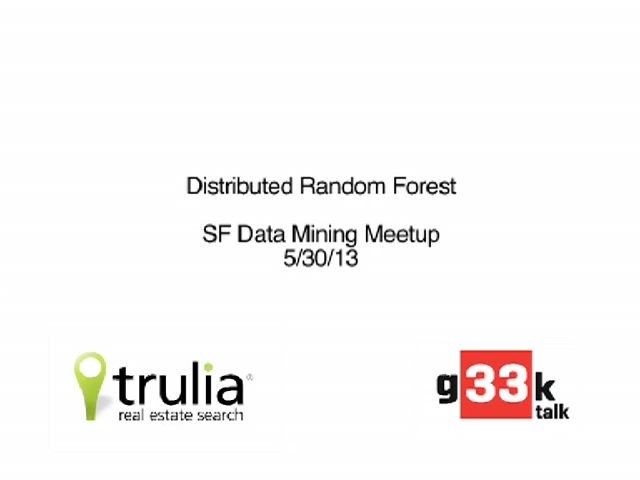 Distributed Random Forest
SF Data Mining Meetup
5/30/13
trulia®
real estate search
g33k
talk